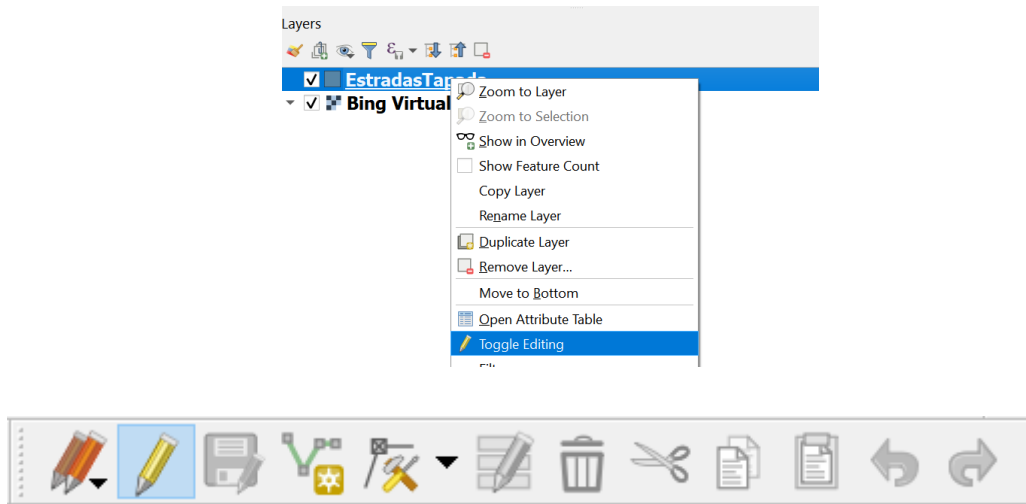 Layers
EstradasTapada
Bing Virtual
Zoom to Layer
Zoom to Selection
Show in Overview
Show Feature Count
Copy Layer
Rename Layer
Duplicate Layer
Remove Layer...
Move to Bottom
Open Attribute Table
Toggle Editing